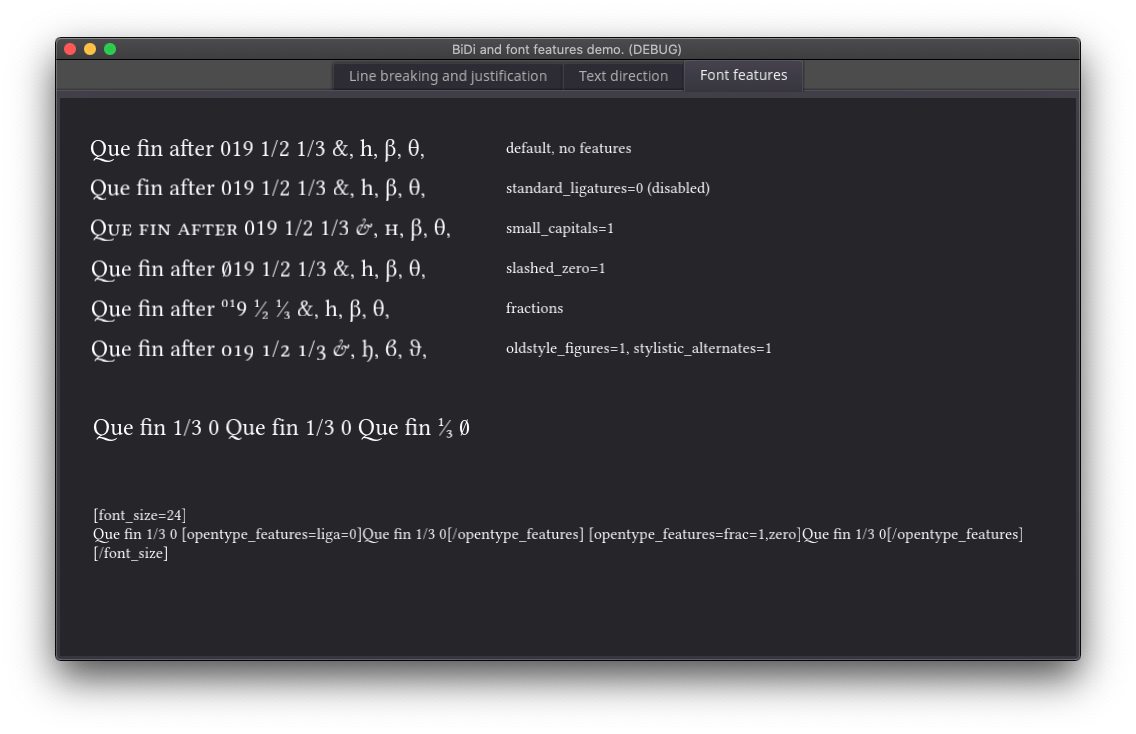 BiDi and font features demo. (DEBUG)
Line breaking and justification Text direction Font features
Que fin after 019 1/2 1/3 &, h, β, θ, default, no features
Que fin after 019 1/2 1/3 &, h, β, θ, standard_ligatures=0 (disabled)
Que fin after 019 1/2 1/3 &, h, β, θ, small_capitals=1
Que fin after 019 1/2 1/3 &, h, β, θ, slashed_zero=1
Que fin after ⁰¹9 ½ ⅓ &, h, β, θ, fractions
Que fin after 019 1/2 1/3 &, ꜧ, ϐ, ϑ, oldstyle_figures=1, stylistic_alternates=1
Que fin 1/3 0 Que fin 1/3 0 Que fin ⅓ 0
[font_size=24]
Que fin 1/3 0 [opentype_features=liga=0]Que fin 1/3 0[/opentype_features] [opentype_features=frac=1,zero]Que fin 1/3 0[/opentype_features]
[/font_size]